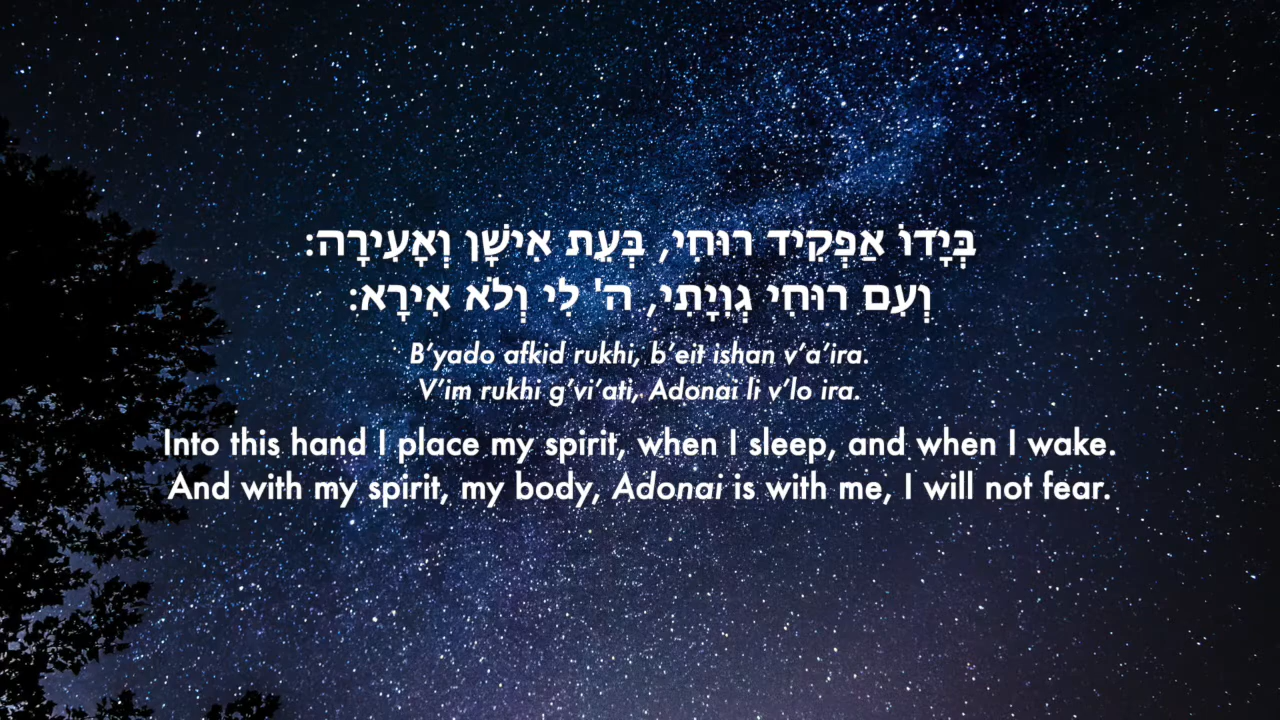 בְּיָדוֹ אַפְקִיד רוּחִי, בְּעֵת אִישָׁן וְאָעִירָה:
וְעִם רוּחִי גְּוִיָּתִי, ה' לִי וְלֹא אִירָא:
B’yado afkid rukhi, b’eit ishan v’a’ira.
V’im rukhi g’vi’ati, Adonai li v’lo ira.
Into this hand I place my spirit, when I sleep, and when I wake.
And with my spirit, my body, Adonai is with me, I will not fear.